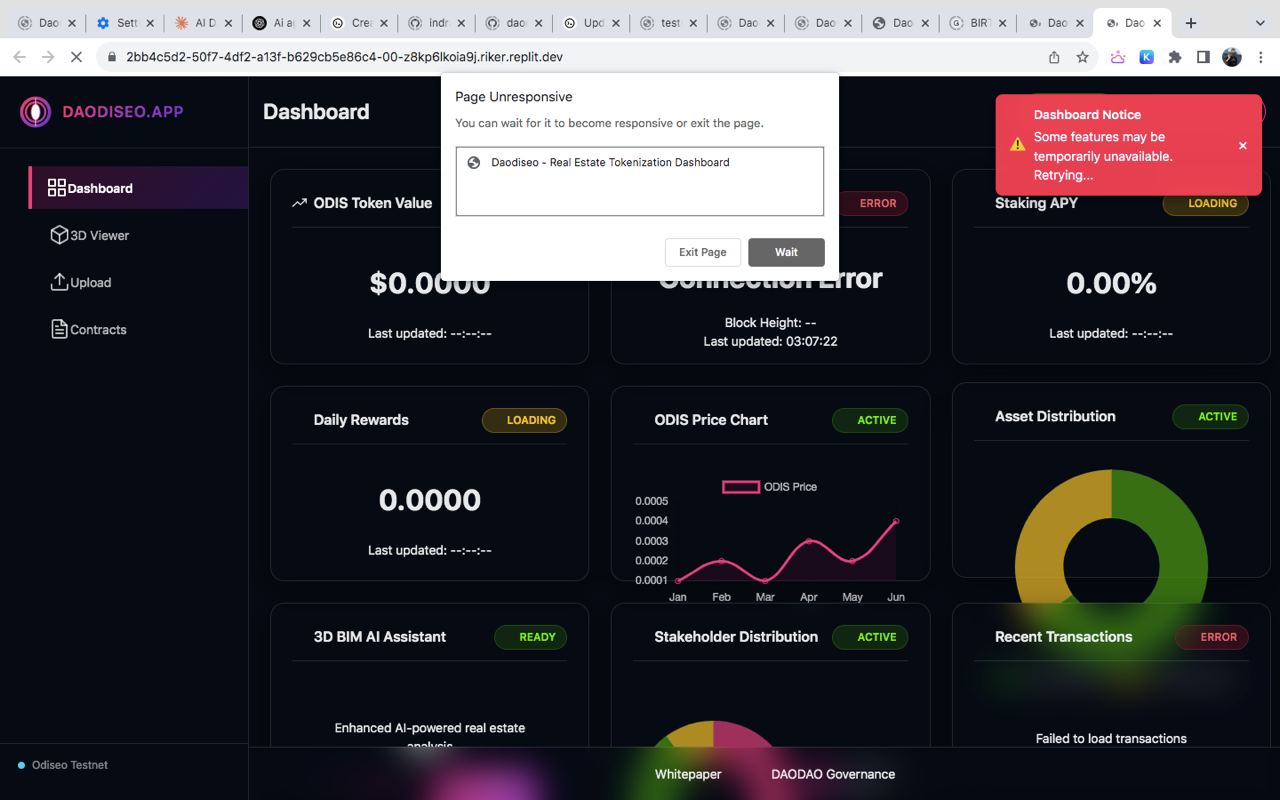 Dao
Sett
AI D
Ai a
Crea
indr
dao
Upd
test
Dao
Dao
Dao
BIR
Dao
Dao
2bb4c5d2-50f7-4df2-a13f-b629cb5e86c4-00-z8kp6lkoia9j.riker.replit.dev
K
DAODISEO.APP
Dashboard
Page Unresponsive
You can wait for it to become responsive or exit the page.
Daodiseo - Real Estate Tokenization Dashboard
Exit Page
Wait
Dashboard Notice
Some features may be
temporarily unavailable.
Retrying...
Dashboard
3D Viewer
Upload
Contracts
ODIS Token Value
$0.0000
Last updated: --:--:--
ERROR
Connection Error
Block Height: --
Last updated: 03:07:22
Staking APY
LOADING
0.00%
Last updated: --:--:--
Daily Rewards
LOADING
0.0000
Last updated: --:--:--
ODIS Price Chart
ACTIVE
ODIS Price
0.0005
0.0004
0.0003
0.0002
0.0001
Jan Feb Mar Apr May Jun
Asset Distribution
ACTIVE
3D BIM AI Assistant
READY
Enhanced AI-powered real estate
analysis
Stakeholder Distribution
ACTIVE
Recent Transactions
ERROR
Failed to load transactions
Odiseo Testnet
Whitepaper
DAODAO Governance